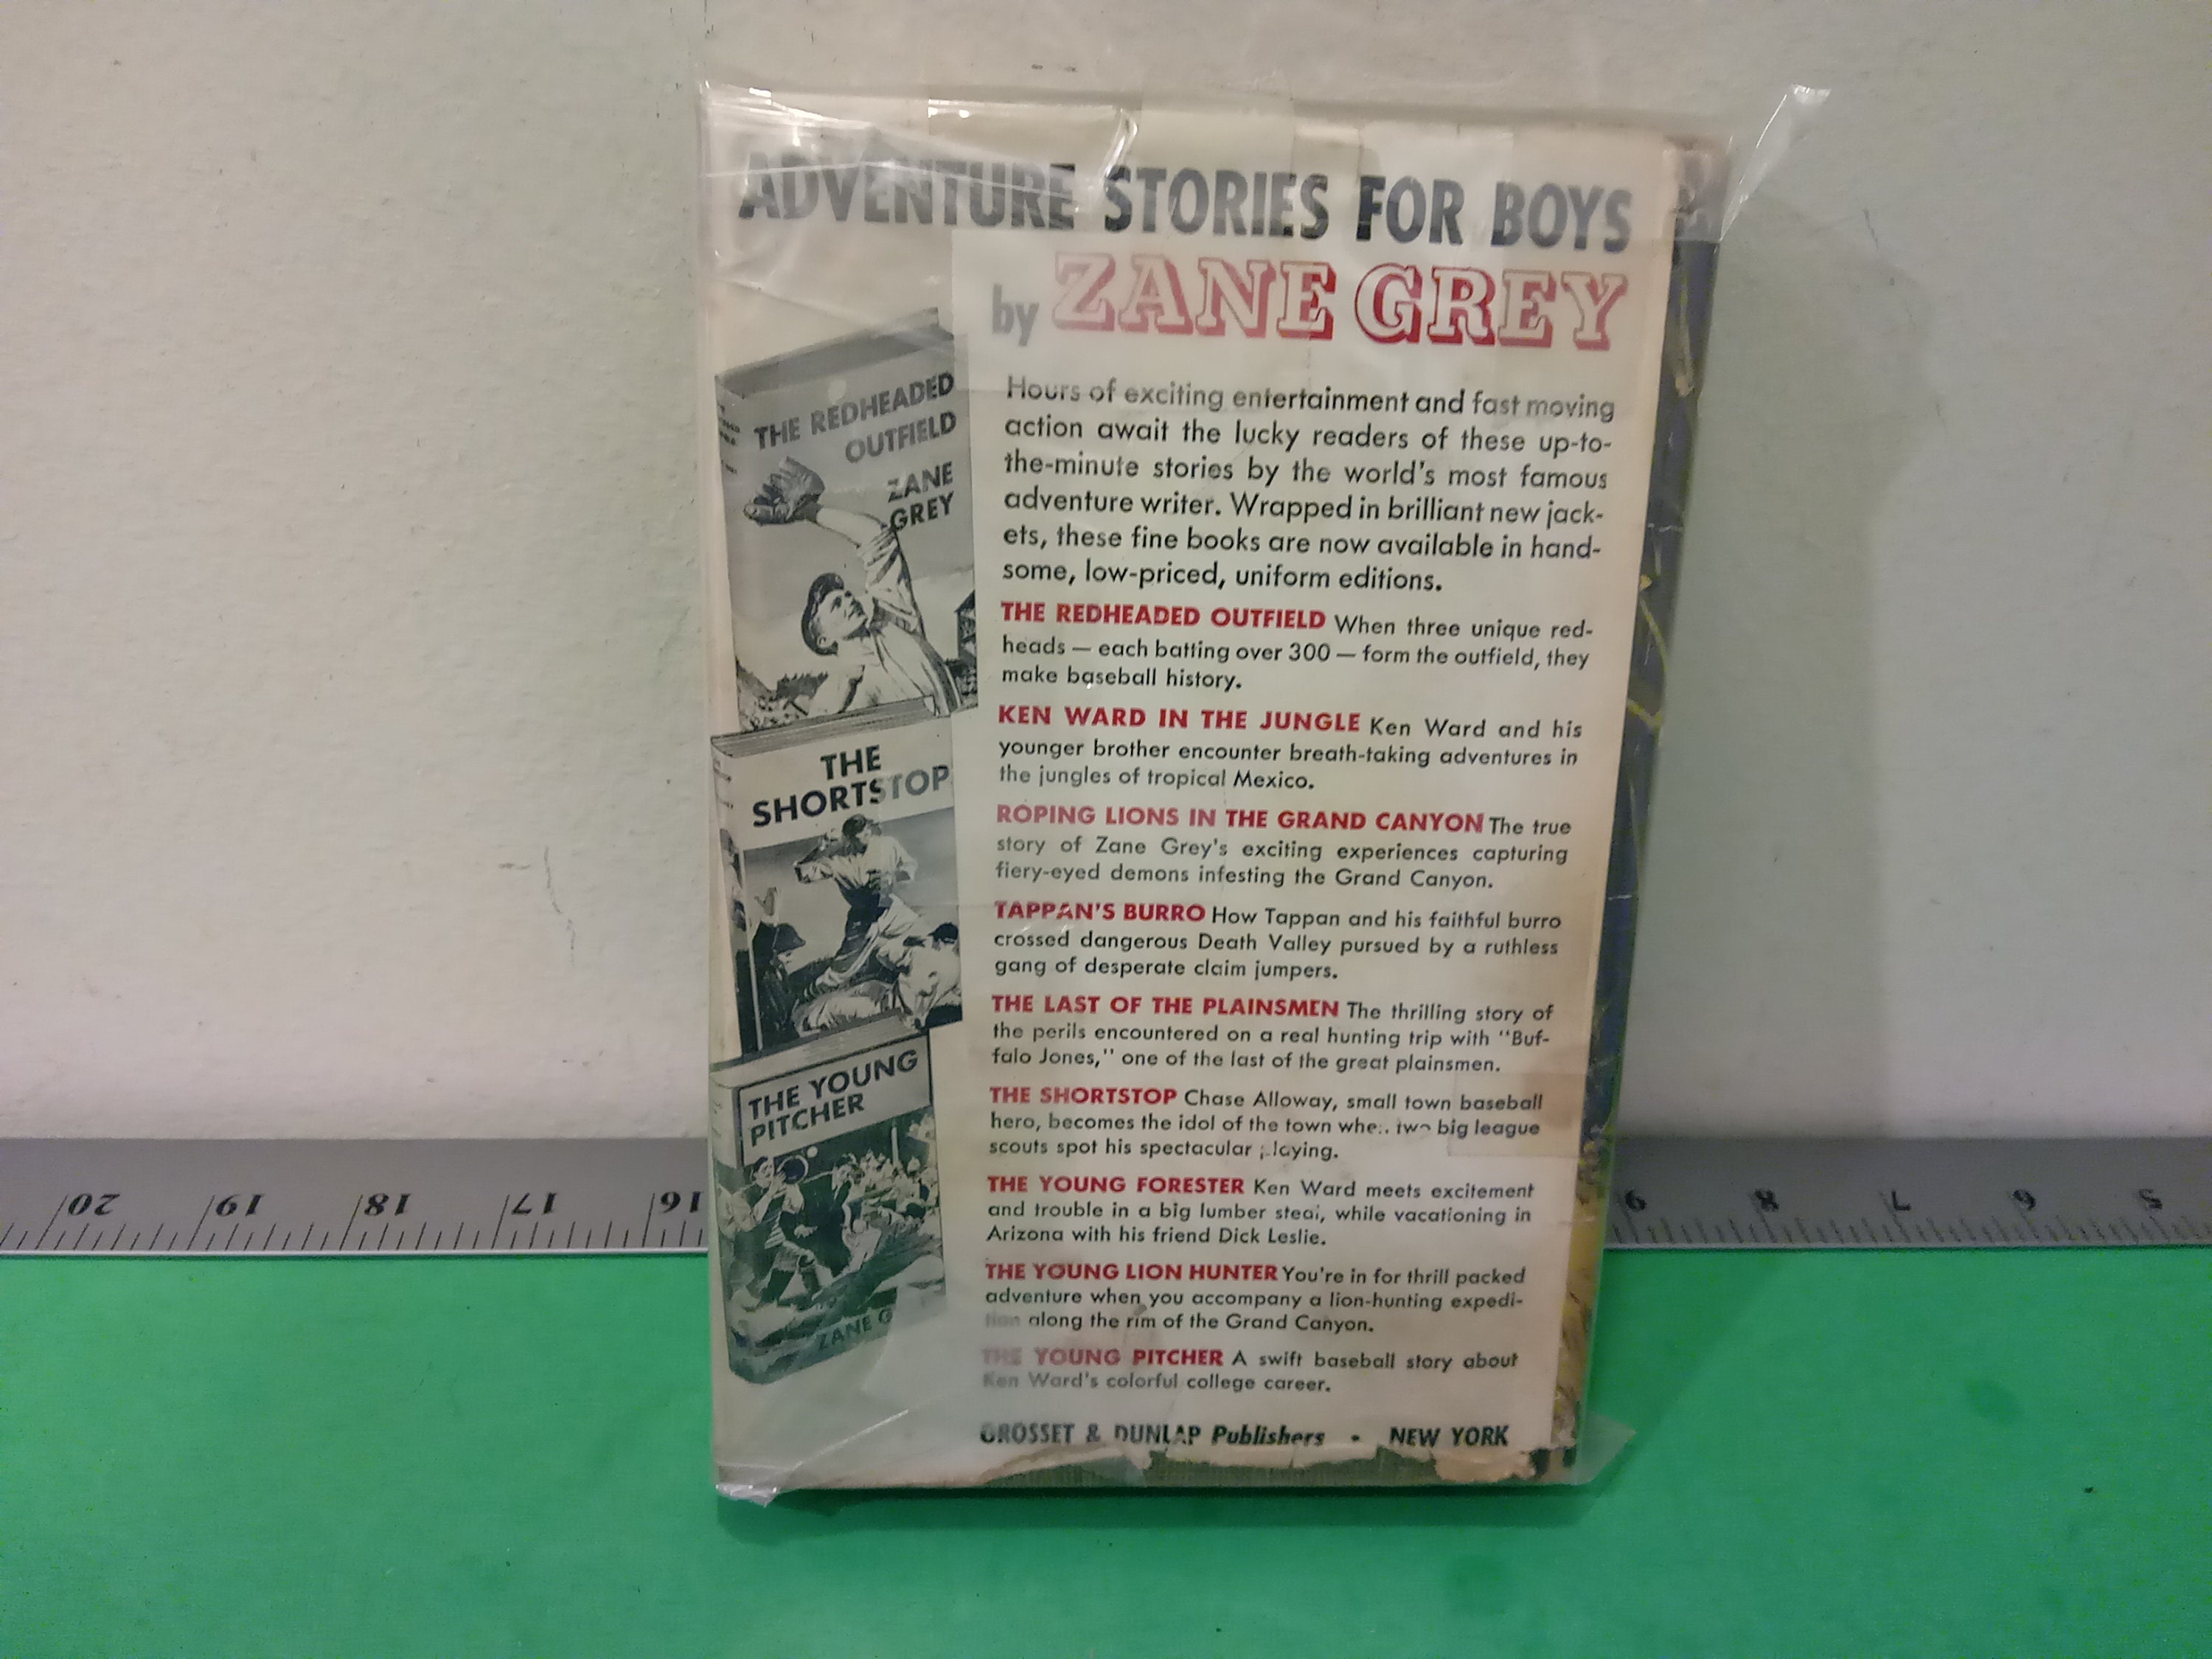 ADVENTURE STORIES FOR BOYS
by ZANE GREY
THE REDHEADED
OUTFIELD
ZANE
GREY
THE
SHORTSTOP
THE YOUNG
PITCHER
ZANE G
Hours of exciting entertainment and fast moving
action await the lucky readers of these up-to-
the-minute stories by the world's most famous
adventure writer. Wrapped in brilliant new jack-
ets, these fine books are now available in hand-
some, low-priced, uniform editions.
THE REDHEADED OUTFIELD When three unique red-
heads — each batting over 300 — form the outfield, they
make baseball history.
KEN WARD IN THE JUNGLE Ken Ward and his
younger brother encounter breath-taking adventures in
the jungles of tropical Mexico.
ROPING LIONS IN THE GRAND CANYON The true
story of Zane Grey's exciting experiences capturing
fiery-eyed demons infesting the Grand Canyon.
TAPPAN'S BURRO How Tappan and his faithful burro
crossed dangerous Death Valley pursued by a ruthless
gang of desperate claim jumpers.
THE LAST OF THE PLAINSMEN The thrilling story of
the perils encountered on a real hunting trip with "Buf-
falo Jones," one of the last of the great plainsmen.
THE SHORTSTOP Chase Alloway, small town baseball
hero, becomes the idol of the town when two big league
scouts spot his spectacular playing.
THE YOUNG FORESTER Ken Ward meets excitement
and trouble in a big lumber steal, while vacationing in
Arizona with his friend Dick Leslie.
THE YOUNG LION HUNTER You're in for thrill packed
adventure when you accompany a lion-hunting expedi-
tion along the rim of the Grand Canyon.
THE YOUNG PITCHER A swift baseball story about
Ken Ward's colorful college career.
GROSSET & DUNLAP Publishers • NEW YORK
20 19 18 17 16 9 8 7 6 5